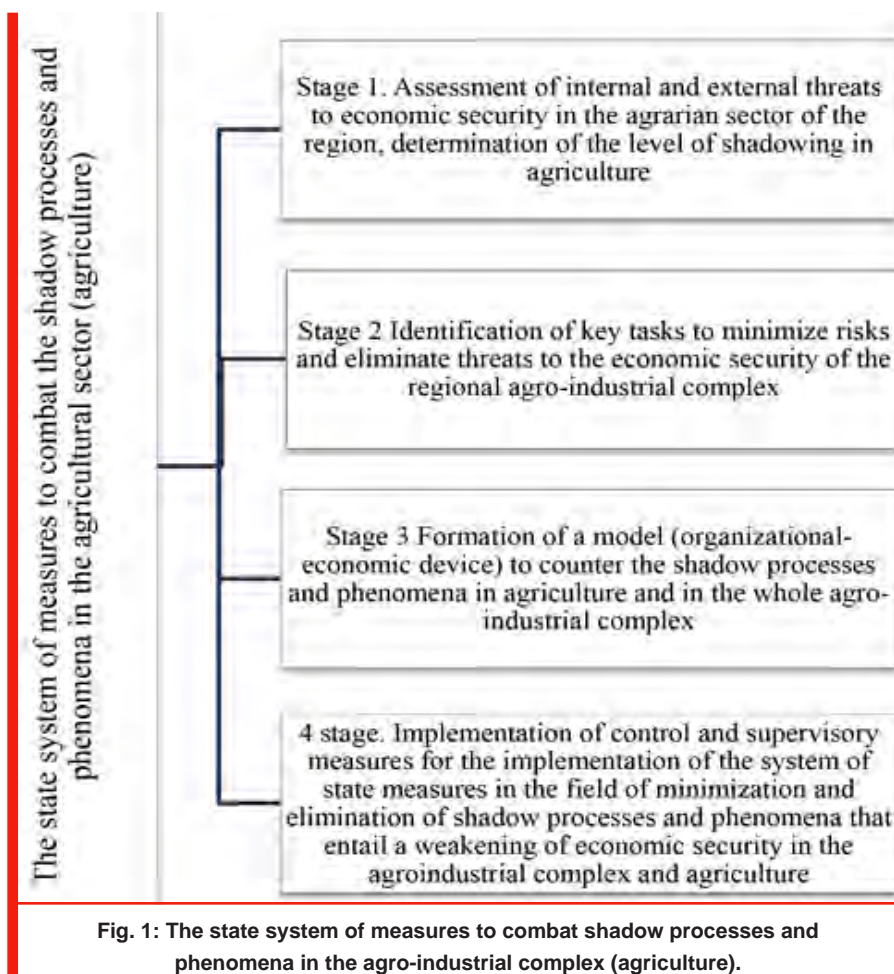 The state system of measures to combat the shadow processes and
phenomena in the agricultural sector (agriculture)
Stage 1. Assessment of internal and external threats
to economic security in the agrarian sector of the
region, determination of the level of shadowing in
agriculture
Stage 2 Identification of key tasks to minimize risks
and eliminate threats to the economic security of the
regional agro-industrial complex
Stage 3 Formation of a model (organizational-
economic device) to counter the shadow processes
and phenomena in agriculture and in the whole agro-
industrial complex
4 stage. Implementation of control and supervisory
measures for the implementation of the system of
state measures in the field of minimization and
elimination of shadow processes and phenomena that
entail a weakening of economic security in the
agroindustrial complex and agriculture
Fig. 1: The state system of measures to combat shadow processes and
phenomena in the agro-industrial complex (agriculture).